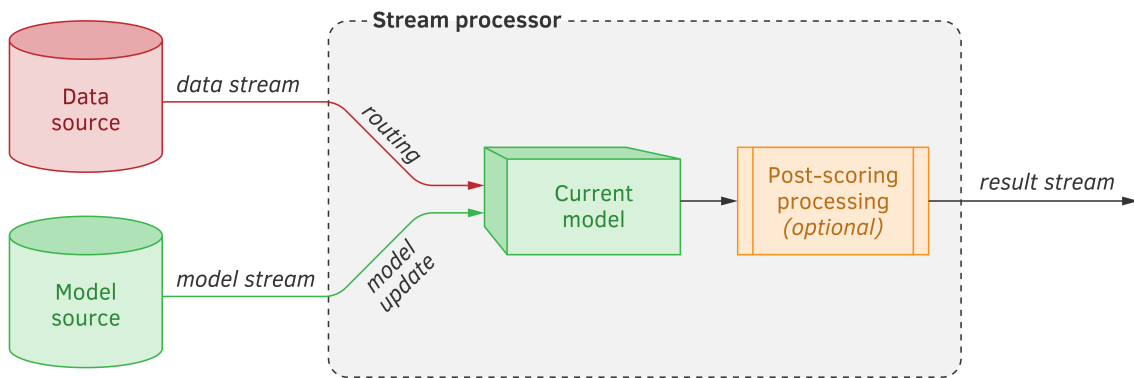 Stream processor
Data
source
data stream
routing
Current
model
Post-scoring
processing
(optional)
result stream
Model
source
model stream
model
update